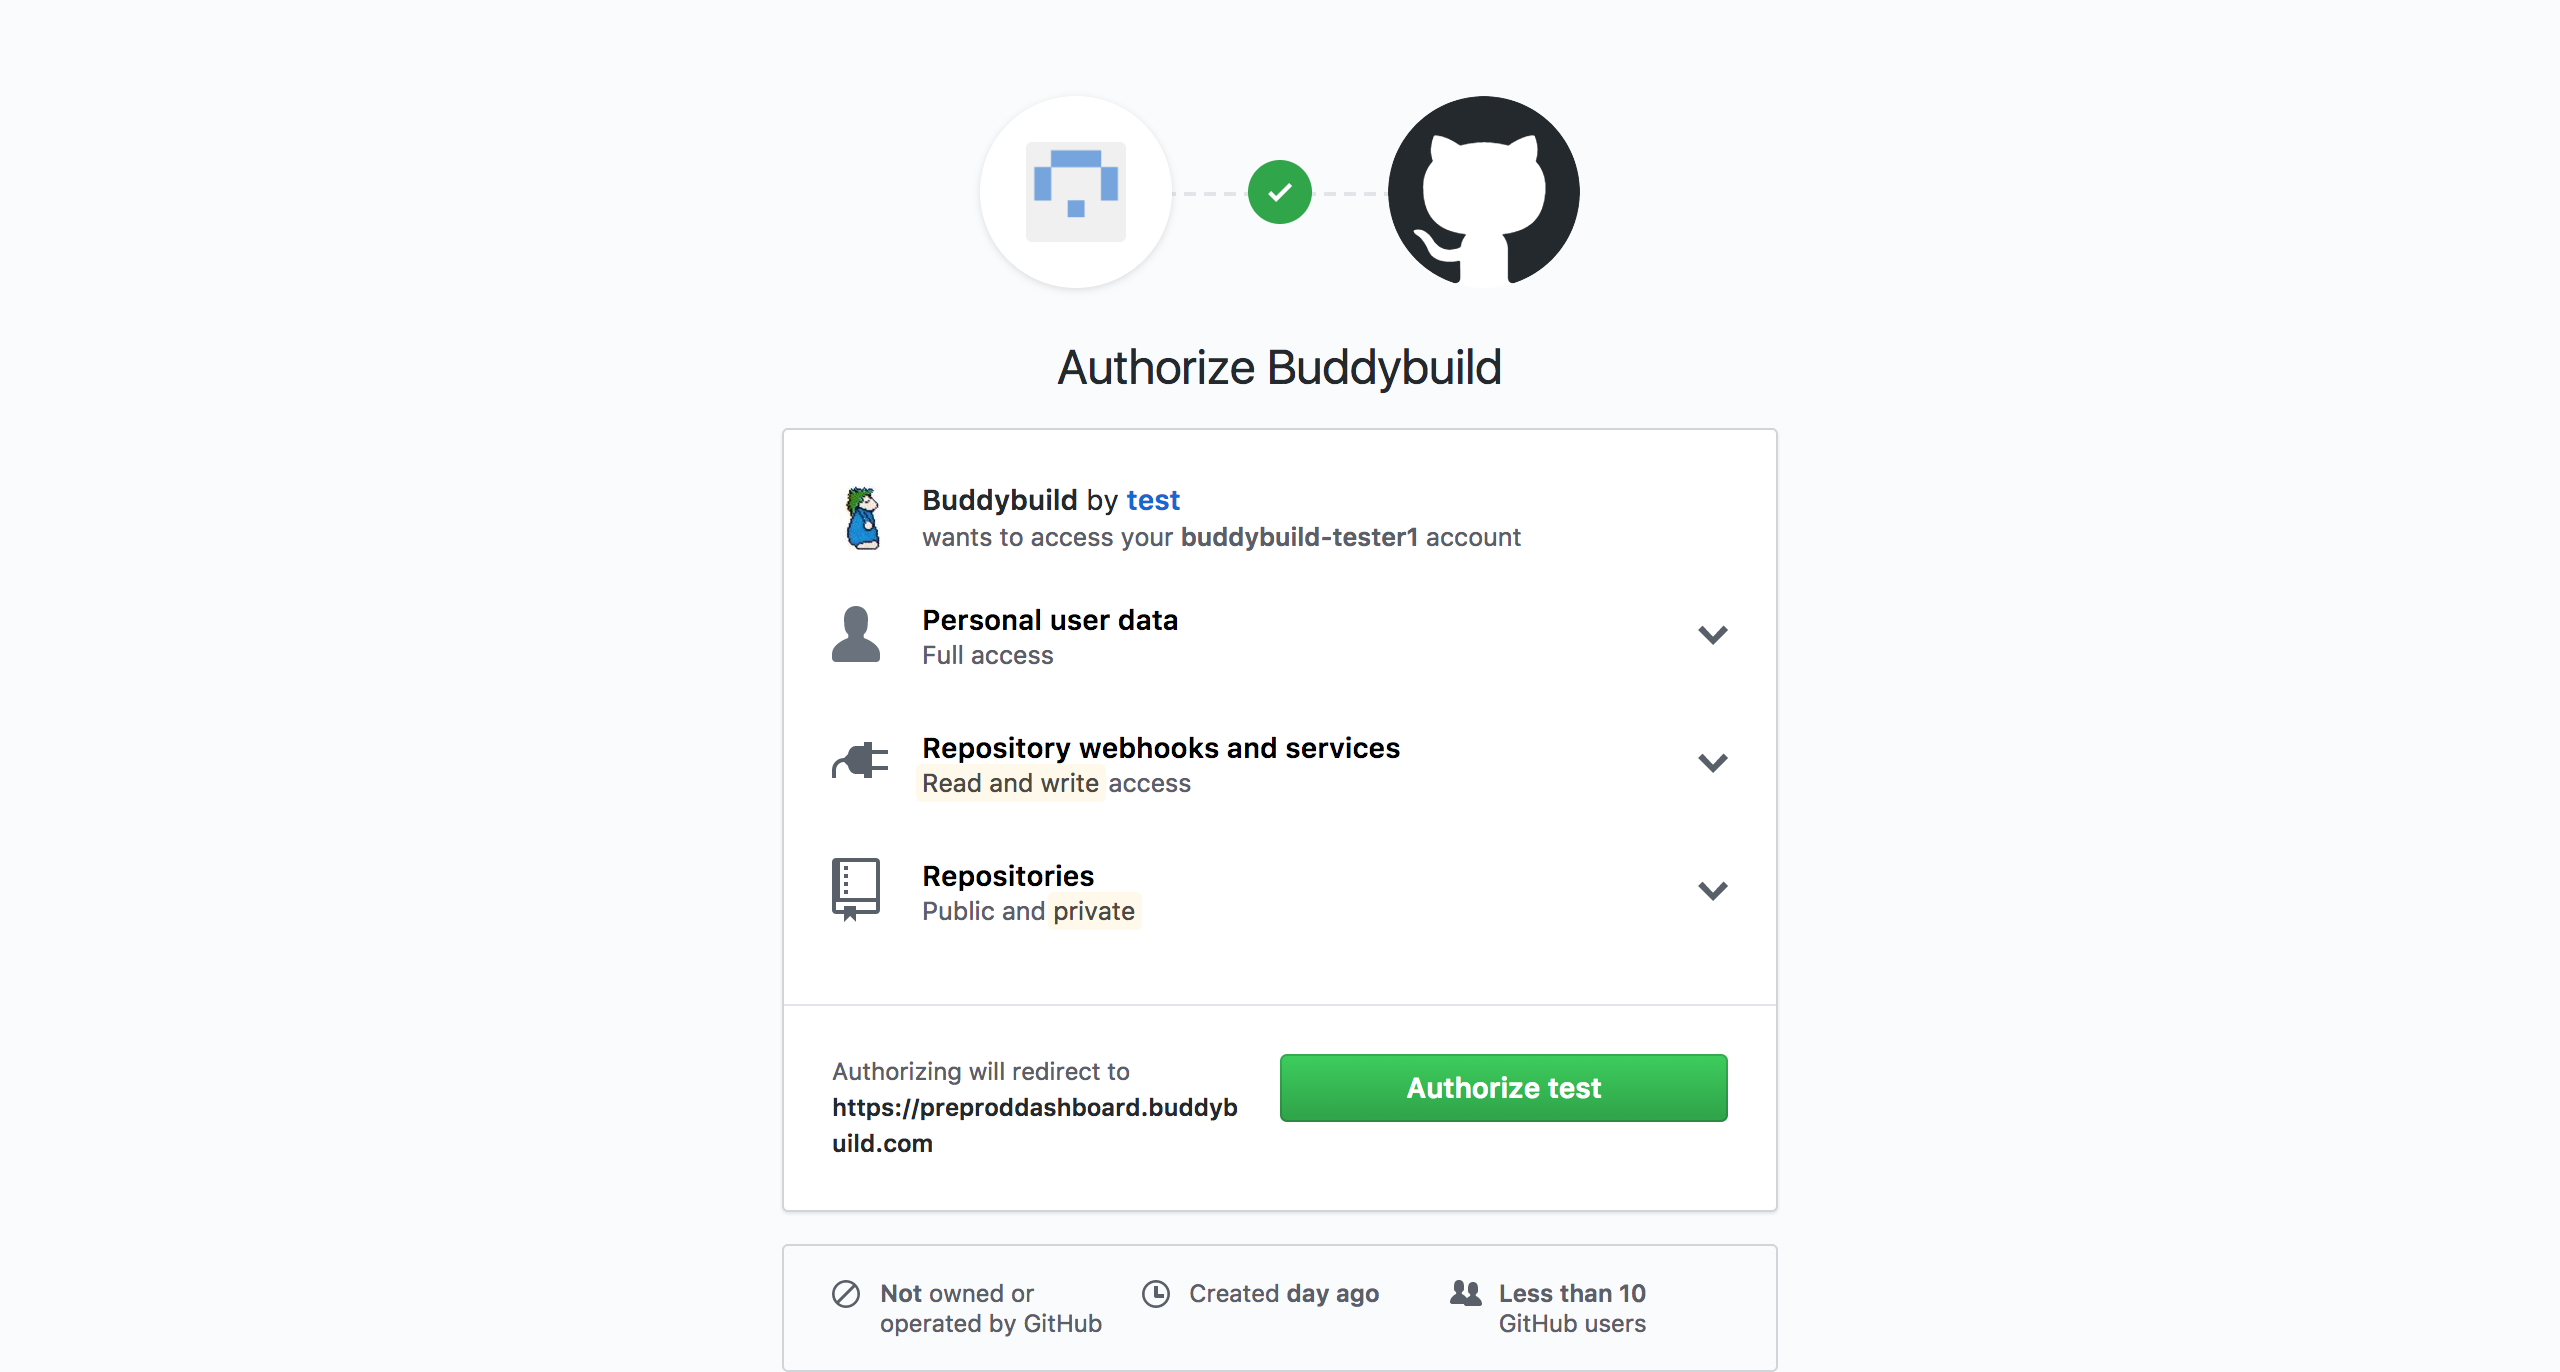 Authorize Buddybuild
Buddybuild by test
wants to access your buddybuild-tester1 account
Personal user data
Full access
Repository webhooks and services
Read and write access
Repositories
Public and private
Authorizing will redirect to
https://preproddashboard.buddyb
uild.com
Authorize test
Not owned or
operated by GitHub
Created day ago
Less than 10
GitHub users